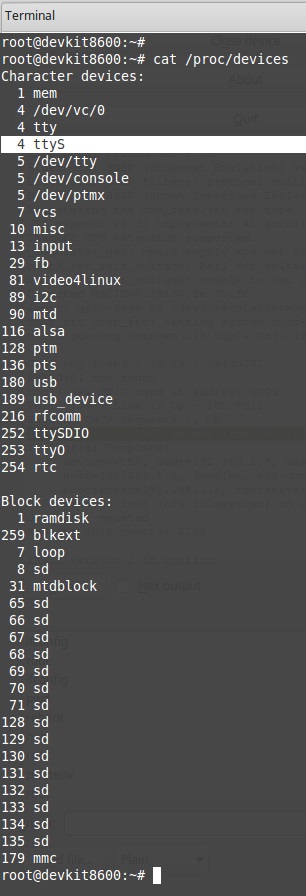 Terminal
root@devkit8600:~#
root@devkit8600:~# cat /proc/devices
Character devices:
1 mem
4 /dev/vc/0
4 tty
4 ttyS
5 /dev/tty
5 /dev/console
5 /dev/ptmx
7 vcs
10 misc
13 input
29 fb
81 video4linux
89 i2c
90 mtd
116 alsa
128 ptm
136 pts
180 usb
189 usb_device
216 rfcomm
252 ttySDIO
253 ttyO
254 rtc
Block devices:
1 ramdisk
259 blkext
7 loop
8 sd
31 mtdblock
65 sd
66 sd
67 sd
68 sd
69 sd
70 sd
71 sd
128 sd
129 sd
130 sd
131 sd
132 sd
133 sd
134 sd
135 sd
179 mmc
root@devkit8600:~#